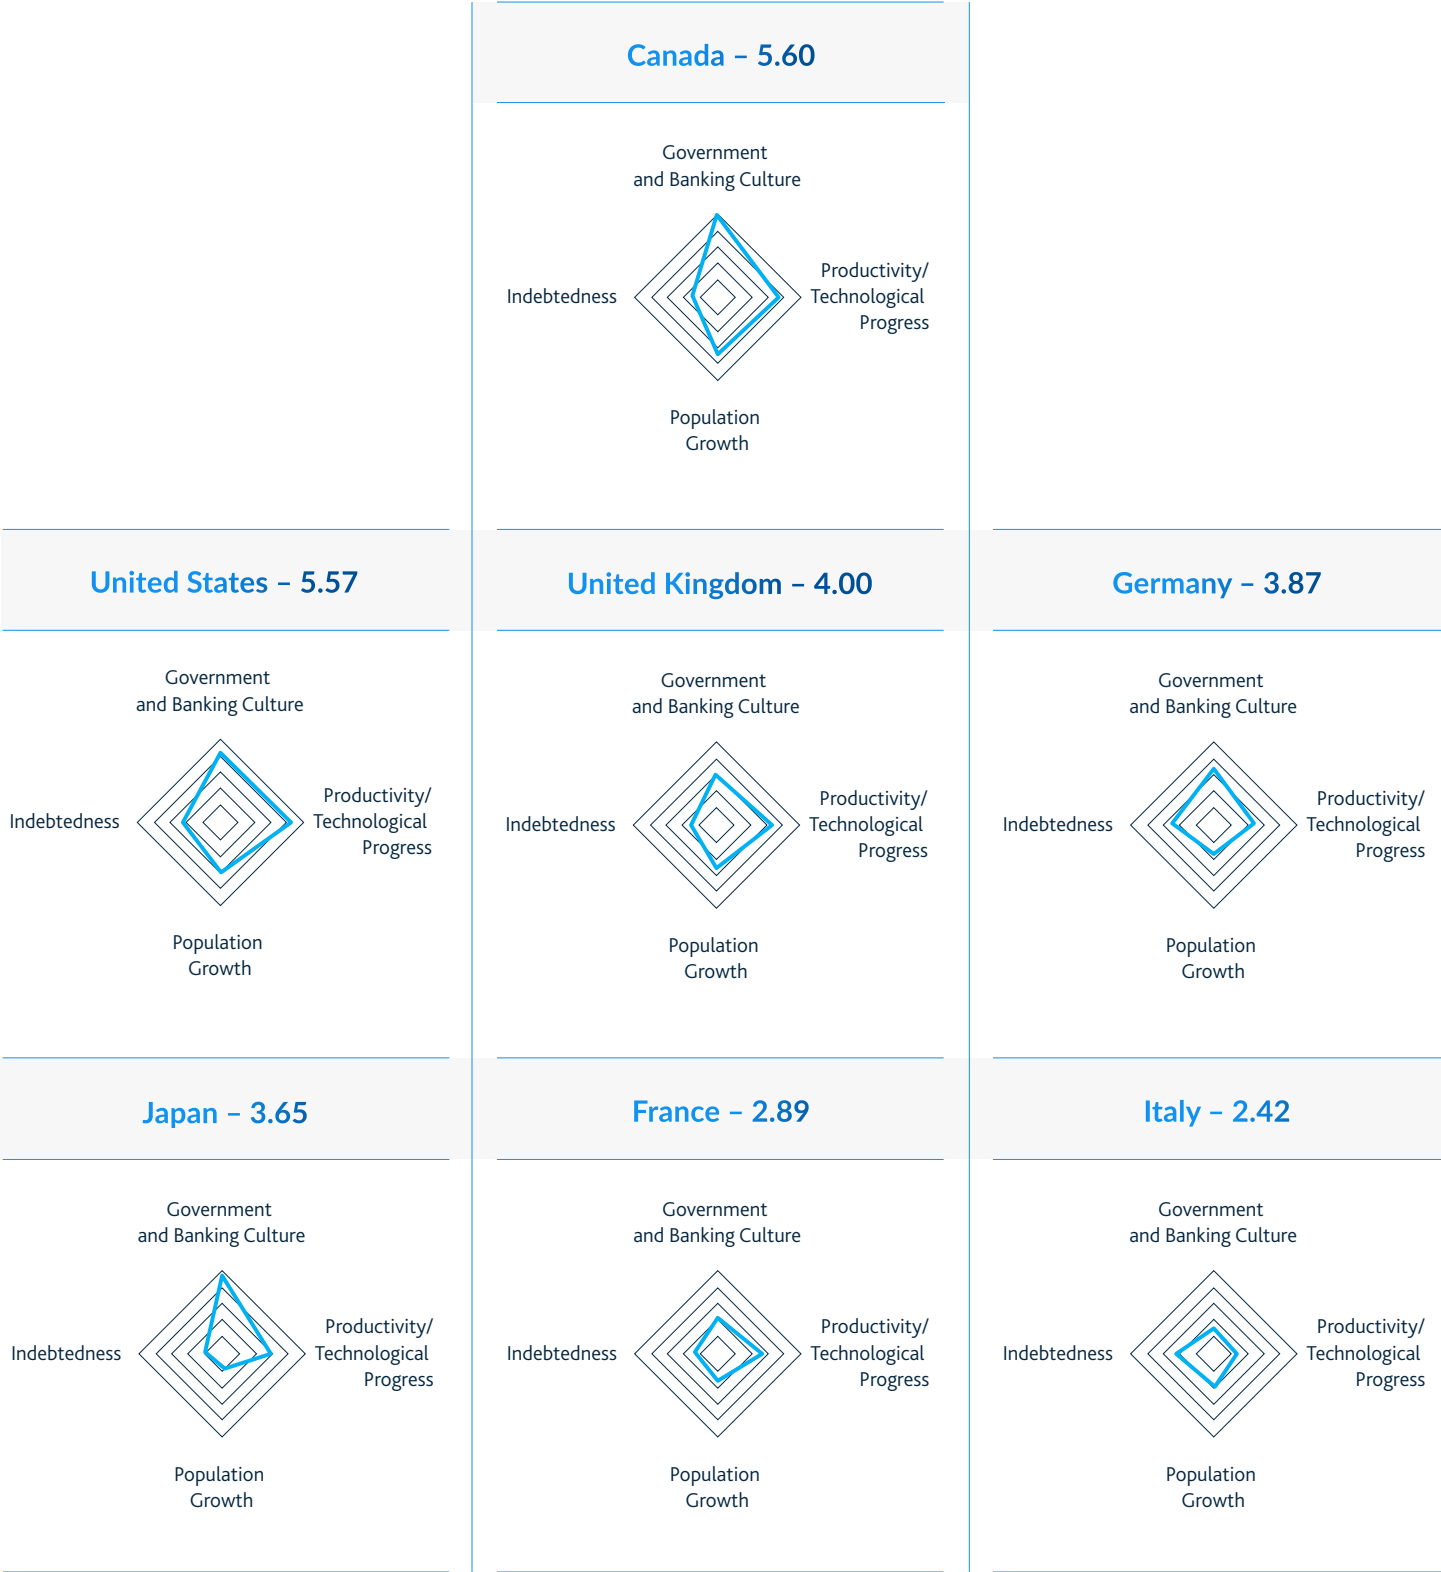 Canada – 5.60
Government
and Banking Culture
Indebtedness
Productivity/
Technological
Progress
Population
Growth
United States – 5.57
Government
and Banking Culture
Indebtedness
Productivity/
Technological
Progress
Population
Growth
United Kingdom – 4.00
Government
and Banking Culture
Indebtedness
Productivity/
Technological
Progress
Population
Growth
Germany – 3.87
Government
and Banking Culture
Indebtedness
Productivity/
Technological
Progress
Population
Growth
Japan – 3.65
Government
and Banking Culture
Indebtedness
Productivity/
Technological
Progress
Population
Growth
France – 2.89
Government
and Banking Culture
Indebtedness
Productivity/
Technological
Progress
Population
Growth
Italy – 2.42
Government
and Banking Culture
Indebtedness
Productivity/
Technological
Progress
Population
Growth